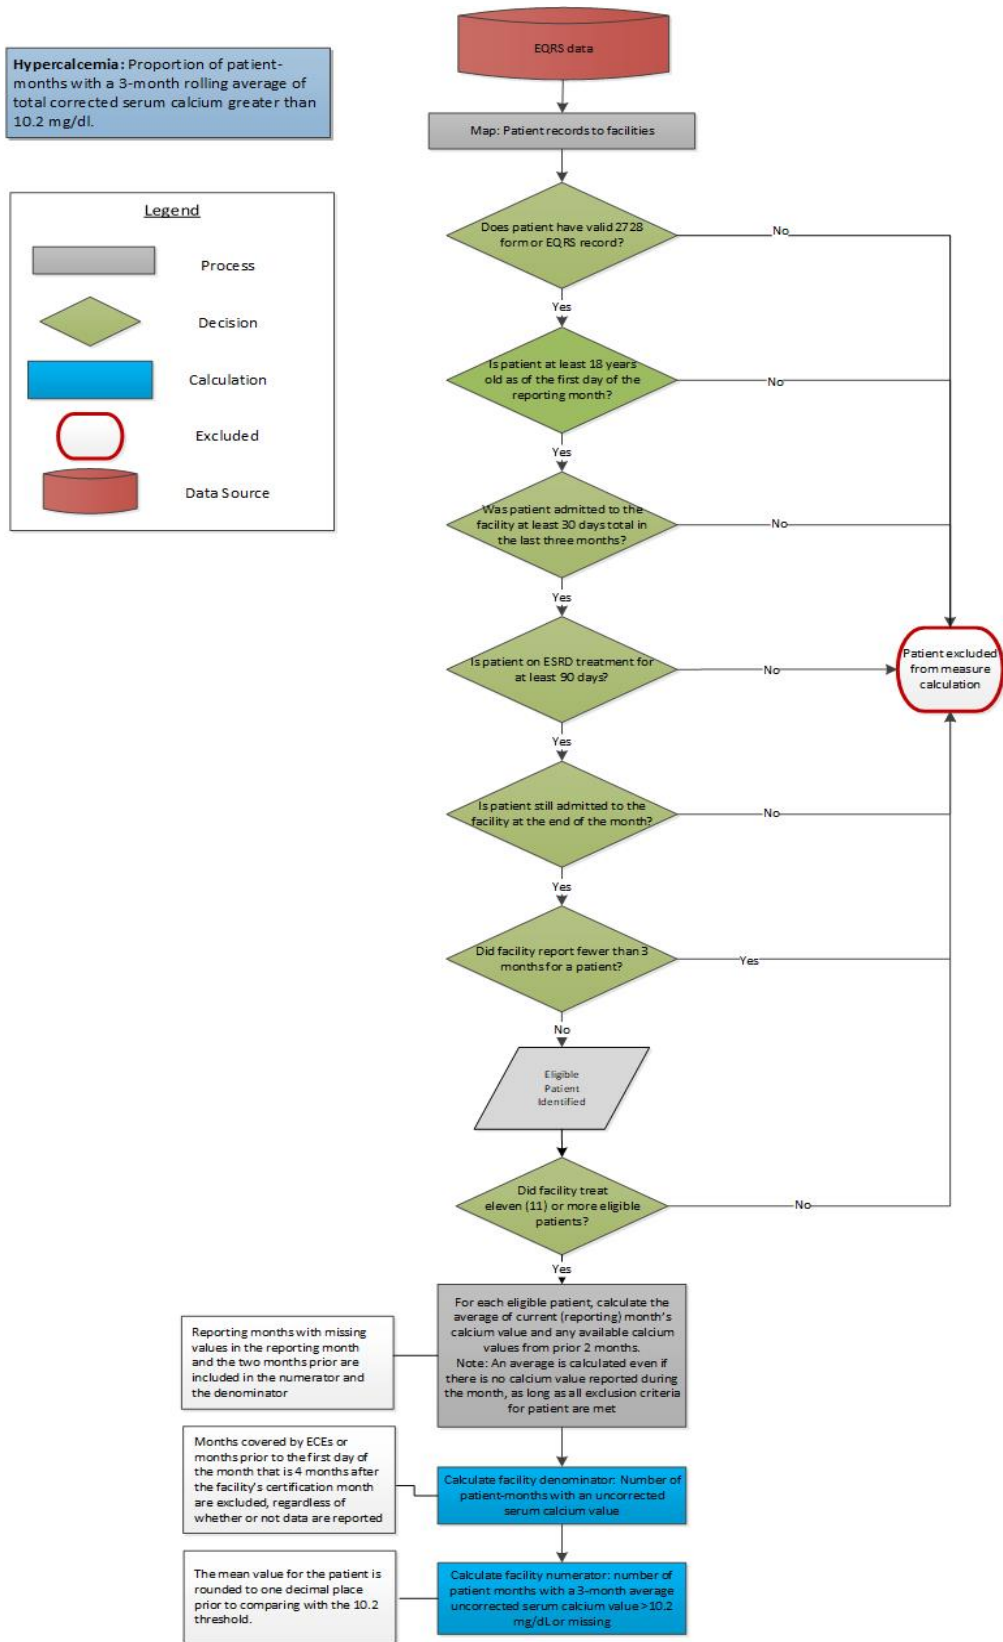 EQRS data
Hypercalcemia: Proportion of patient-
months with a 3-month rolling average of
total corrected serum calcium greater than
10.2 mg/dl.
Map: Patient records to facilities
Legend
Process
Decision
Calculation
Excluded
Data Source
Does patient have valid 2728
form or EQRS record?
No
Yes
Is patient at least 18 years
old as of the first day of the
reporting month?
No
Yes
Was patient admitted to the
facility at least 30 days total in
the last three months?
No
Yes
Is patient on ESRD treatment for
at least 90 days?
No
Patient excluded
from measure
calculation
Yes
Is patient still admitted to the
facility at the end of the month?
No
Yes
Did facility report fewer than 3
months for a patient?
Yes
No
Eligible
Patient
Identified
Did facility treat
eleven (11) or more eligible
patients?
No
Yes
For each eligible patient, calculate the
average of current (reporting) month's
calcium value and any available calcium
values from prior 2 months.
Note: An average is calculated even if
there is no calcium value reported during
the month, as long as all exclusion criteria
for patient are met
Reporting months with missing
values in the reporting month
and the two months prior are
included in the numerator and
the denominator
Months covered by ECEs or
months prior to the first day of
the month that is 4 months after
the facility's certification month
are excluded, regardless of
whether or not data are reported
Calculate facility denominator: Number of
patient-months with an uncorrected
serum calcium value
The mean value for the patient is
rounded to one decimal place
prior to comparing with the 10.2
threshold.
Calculate facility numerator: number of
patient months with a 3-month average
uncorrected serum calcium value >10.2
mg/dL or missing